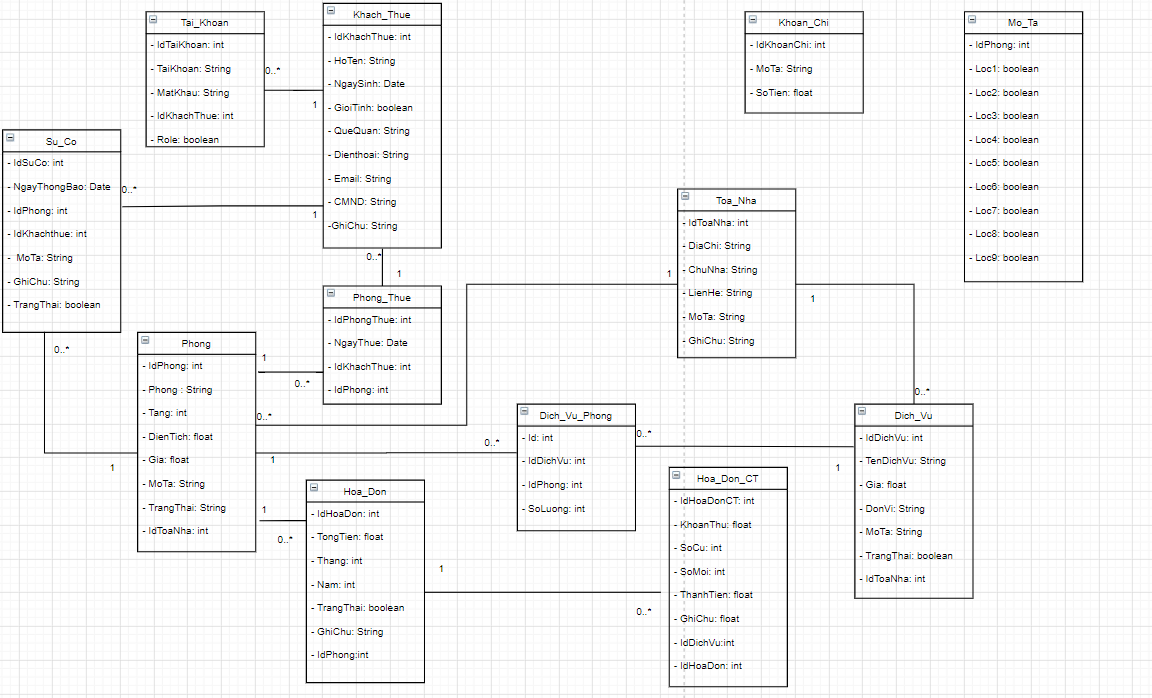 Tai_Khoan
- IdTaiKhoan: int
- TaiKhoan: String
- MatKhau: String
- IdKhachThue: int
- Role: boolean
0..*
1
Khach_Thue
- IdKhachThue: int
- HoTen: String
- NgaySinh: Date
- GioiTinh: boolean
- QueQuan: String
- Dienthoai: String
- Email: String
- CMND: String
-GhiChu: String
Khoan_Chi
- IdKhoanChi: int
- MoTa: String
- SoTien: float
Mo_Ta
- IdPhong: int
- Loc1: boolean
- Loc2: boolean
- Loc3: boolean
- Loc4: boolean
- Loc5: boolean
- Loc6: boolean
- Loc7: boolean
- Loc8: boolean
- Loc9: boolean
Su_Co
- IdSuCo: int
- NgayThongBao: Date
- IdPhong: int
- IdKhachthue: int
- MoTa: String
- GhiChu: String
- TrangThai: boolean
0..*
1
0..*
1
Toa_Nha
- IdToaNha: int
- DiaChi: String
- ChuNha: String
- LienHe: String
- MoTa: String
- GhiChu: String
1
1
Phong_Thue
- IdPhongThue: int
- NgayThue: Date
- IdKhachThue: int
- IdPhong: int
0..*
1
Phong
- IdPhong: int
- Phong : String
- Tang: int
- DienTich: float
- Gia: float
- MoTa: String
- TrangThai: String
- IdToaNha: int
1
0..*
0..*
1
0..*
Dich_Vu_Phong
- Id: int
- IdDichVu: int
- IdPhong: int
- SoLuong: int
0..*
1
0..*
Dich_Vu
- IdDichVu: int
- TenDichVu: String
- Gia: float
- DonVi: String
- MoTa: String
- TrangThai: boolean
- IdToaNha: int
1
0..*
Hoa_Don
- IdHoaDon: int
- TongTien: float
- Thang: int
- Nam: int
- TrangThai: boolean
- GhiChu: String
- IdPhong:int
1
0..*
Hoa_Don_CT
- IdHoaDonCT: int
- KhoanThu: float
- SoCu: int
- SoMoi: int
- ThanhTien: float
- GhiChu: float
- IdDichVu:int
- IdHoaDon: int